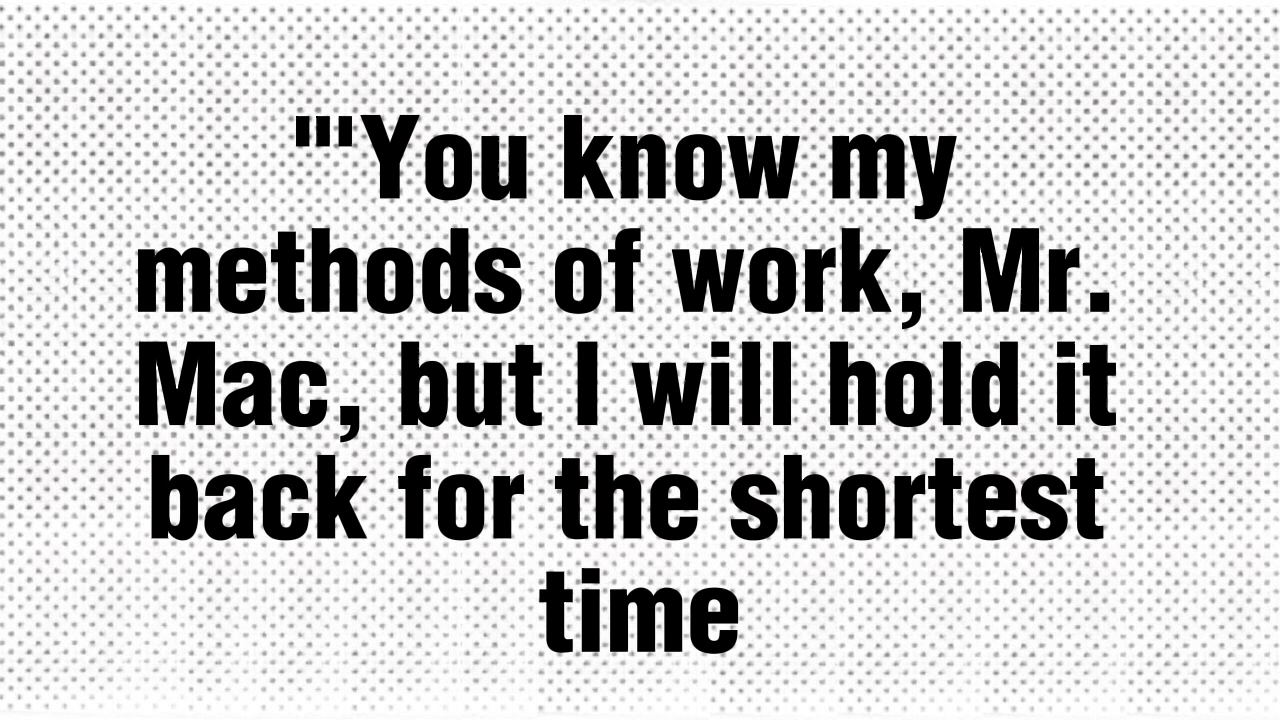 "'You know my
methods of work, Mr.
Mac, but I will hold it
back for the shortest
time